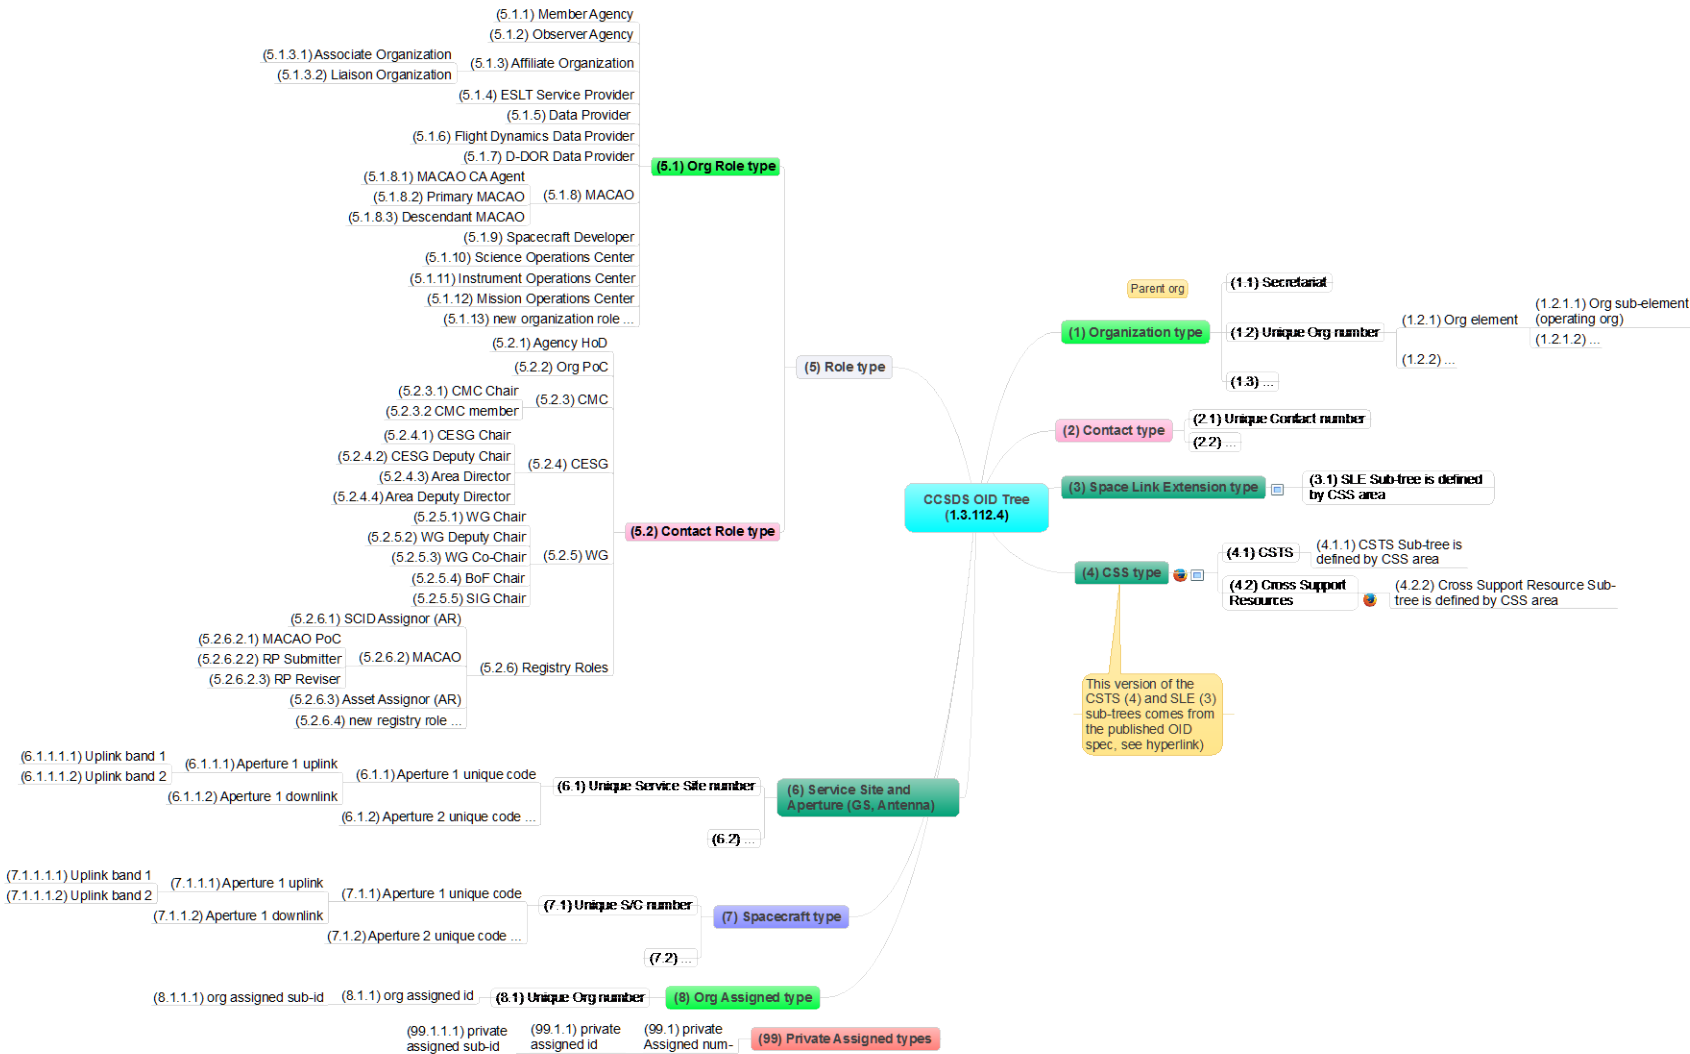 (5.1.1) Member Agency
(5.1.2) Observer Agency
(5.1.3.1) Associate Organization
(5.1.3.2) Liaison Organization
(5.1.3) Affiliate Organization
(5.1.4) ESLT Service Provider
(5.1.5) Data Provider
(5.1.6) Flight Dynamics Data Provider
(5.1.7) D-DOR Data Provider
(5.1) Org Role type
(5.1.8.1) MACAO CA Agent
(5.1.8.2) Primary MACAO
(5.1.8.3) Descendant MACAO
(5.1.8) MACAO
(5.1.9) Spacecraft Developer
(5.1.10) Science Operations Center
(5.1.11) Instrument Operations Center
(5.1.12) Mission Operations Center
(5.1.13) new organization role ...
(5.2.1) Agency HoD
(5.2.2) Org PoC
(5.2.3.1) CMC Chair
(5.2.3.2 CMC member
(5.2.3) CMC
(5.2.4.1) CESG Chair
(5.2.4.2) CESG Deputy Chair
(5.2.4.3) Area Director
(5.2.4.4) Area Deputy Director
(5.2.4) CESG
(5.2.5.1) WG Chair
(5.2.5.2) WG Deputy Chair
(5.2.5.3) WG Co-Chair
(5.2.5.4) BoF Chair
(5.2.5.5) SIG Chair
(5.2.5) WG
(5.2) Contact Role type
(5.2.6.1) SCID Assignor (AR)
(5.2.6.2.1) MACAO PoC
(5.2.6.2.2) RP Submitter
(5.2.6.2.3) RP Reviser
(5.2.6.2) MACAO
(5.2.6.3) Asset Assignor (AR)
(5.2.6.4) new registry role ...
(5.2.6) Registry Roles
(5) Role type
Parent org
(1) Organization type
(1.1) Secretariat
(1.2) Unique Org number
(1.2.1) Org element
(1.2.1.1) Org sub-element
(operating org)
(1.2.1.2) ...
(1.2.2) ...
(1.3) ...
(2) Contact type
(2.1) Unique Contact number
(2.2) ...
CCSDS OID Tree
(1.3.112.4)
(3) Space Link Extension type
(3.1) SLE Sub-tree is defined
by CSS area
(4) CSS type
(4.1) CSTS
(4.1.1) CSTS Sub-tree is
defined by CSS area
(4.2) Cross Support
Resources
(4.2.2) Cross Support Resource Sub-
tree is defined by CSS area
This version of the
CSTS (4) and SLE (3)
sub-trees comes from
the published OID
spec, see hyperlink)
(6.1.1.1.1) Uplink band 1
(6.1.1.1.2) Uplink band 2
(6.1.1.1) Aperture 1 uplink
(6.1.1.2) Aperture 1 downlink
(6.1.1) Aperture 1 unique code
(6.1.2) Aperture 2 unique code ...
(6.1) Unique Service Site number
(6.2) ...
(6) Service Site and
Aperture (GS, Antenna)
(7.1.1.1.1) Uplink band 1
(7.1.1.1.2) Uplink band 2
(7.1.1.1) Aperture 1 uplink
(7.1.1.2) Aperture 1 downlink
(7.1.1) Aperture 1 unique code
(7.1.2) Aperture 2 unique code ...
(7.1) Unique S/C number
(7.2) ...
(7) Spacecraft type
(8.1.1.1) org assigned sub-id
(8.1.1) org assigned id
(8.1) Unique Org number
(8) Org Assigned type
(99.1.1.1) private
assigned sub-id
(99.1.1) private
assigned id
(99.1) private
Assigned num-
(99) Private Assigned types